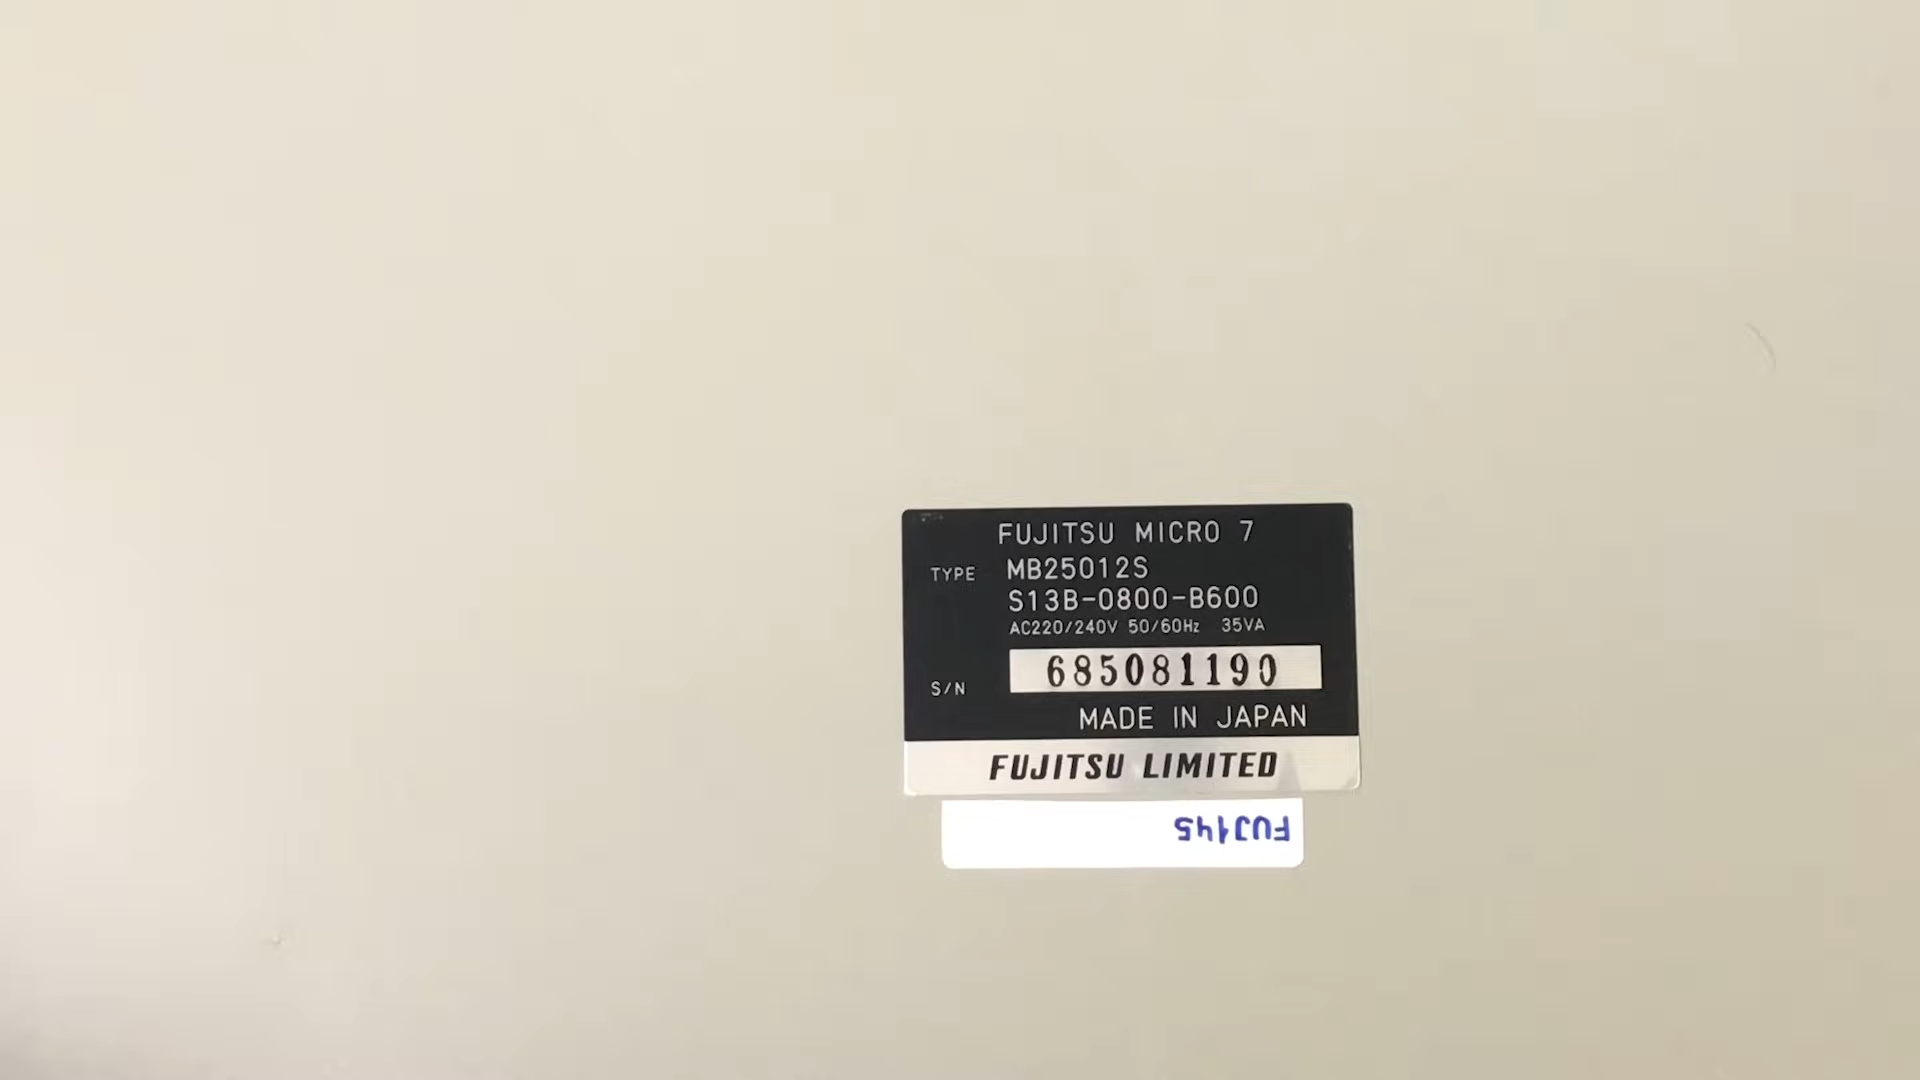 FUJITSU MICRO 7
TYPE MB25012S
S13B-0800-B600
AC220/240V 50/60Hz 35VA
S/N 685081190
MADE IN JAPAN
FUJITSU LIMITED
FUJ145